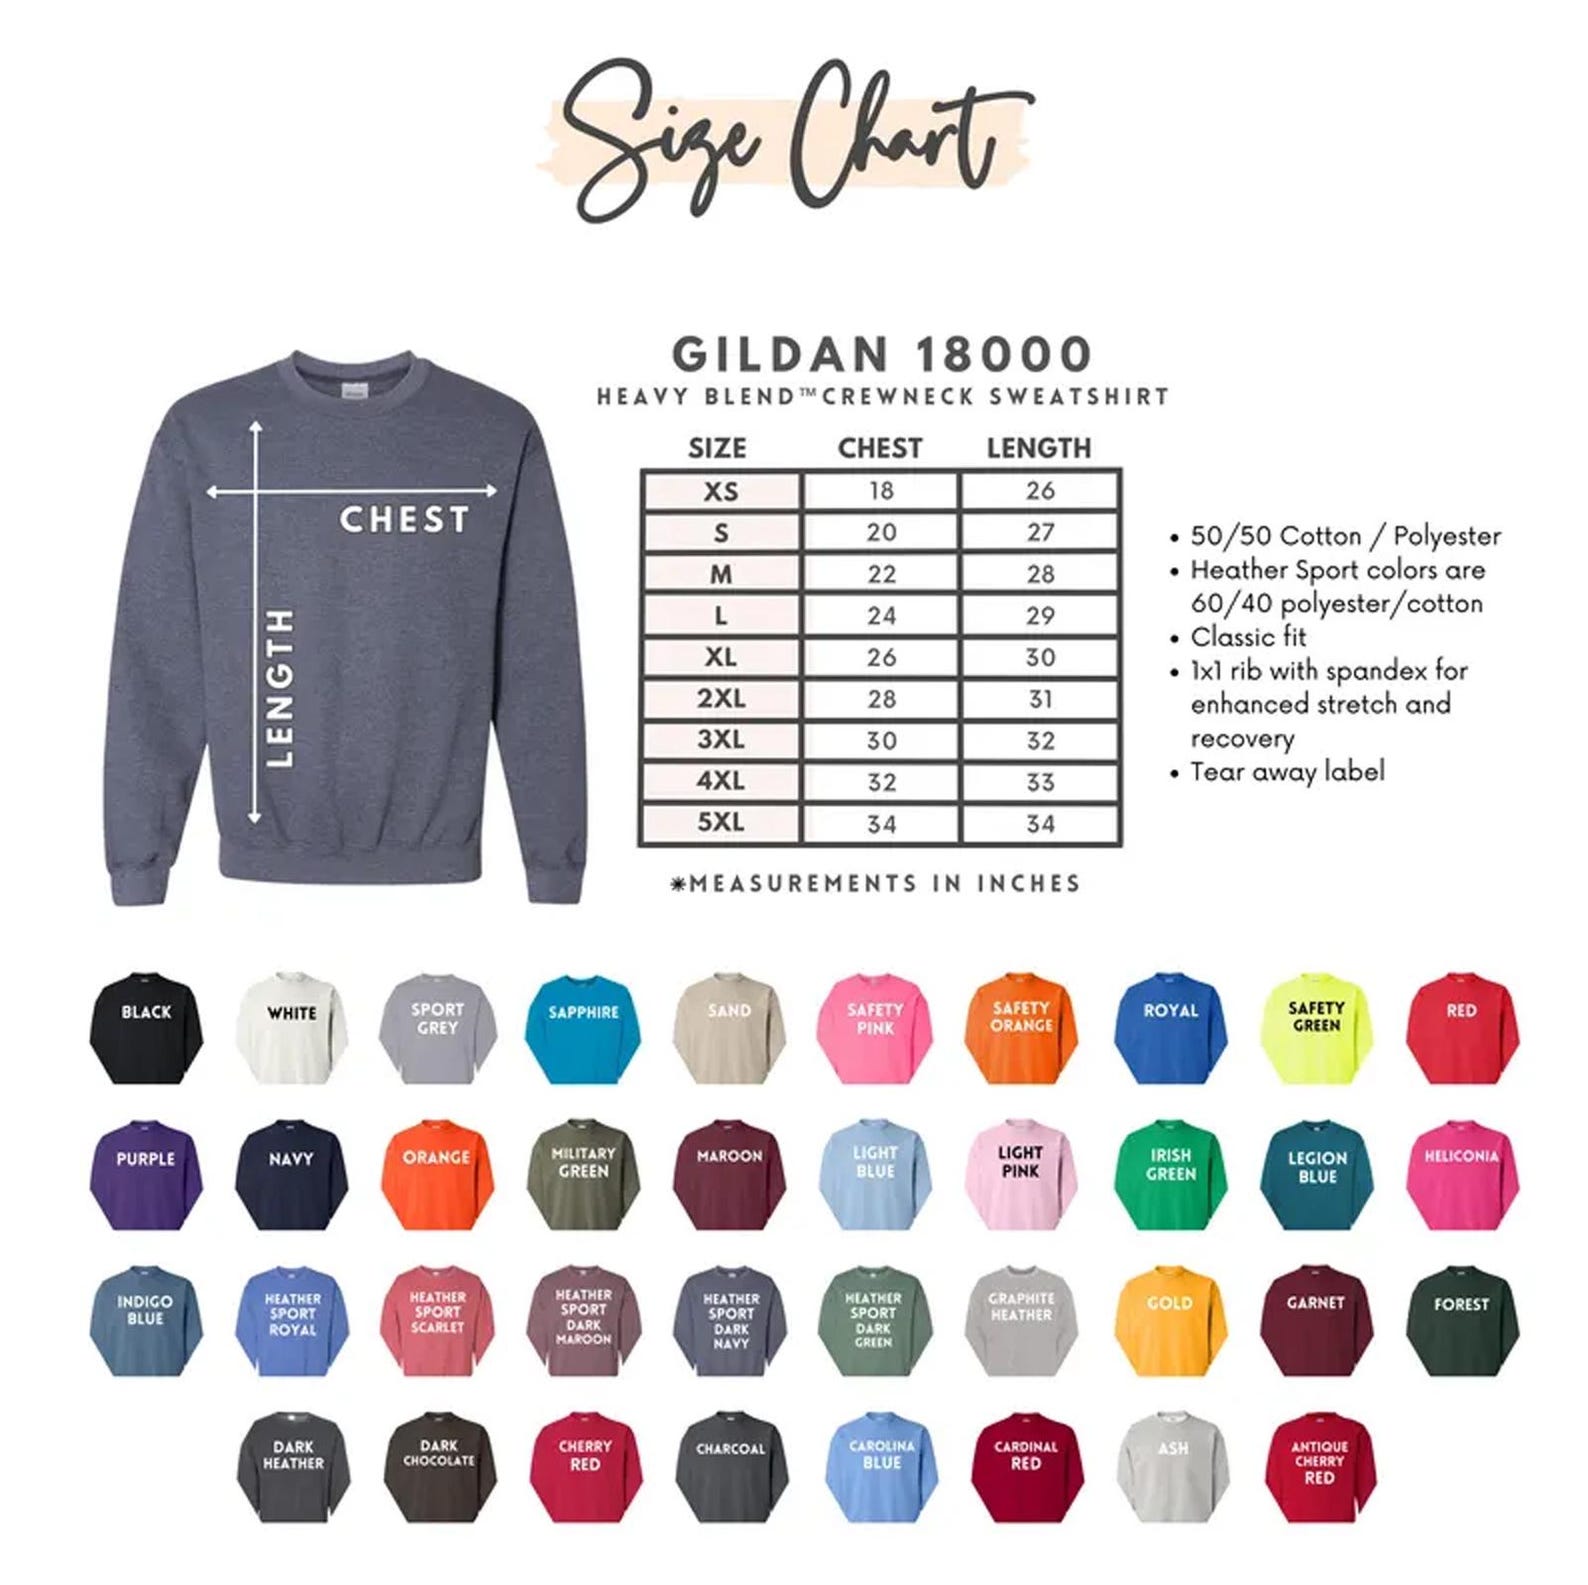 Size Chart
GILDAN 18000
HEAVY BLEND™ CREWNECK SWEATSHIRT
SIZE CHEST LENGTH
XS 18 26
S 20 27
M 22 28
L 24 29
XL 26 30
2XL 28 31
3XL 30 32
4XL 32 33
5XL 34 34
*MEASUREMENTS IN INCHES
CHEST
LENGTH
• 50/50 Cotton / Polyester
• Heather Sport colors are
60/40 polyester/cotton
• Classic fit
• 1x1 rib with spandex for
enhanced stretch and
recovery
• Tear away label
BLACK
WHITE
SPORT
GREY
SAPPHIRE
SAND
SAFETY
PINK
SAFETY
ORANGE
ROYAL
SAFETY
GREEN
RED
PURPLE
NAVY
ORANGE
MILITARY
GREEN
MAROON
LIGHT
BLUE
LIGHT
PINK
IRISH
GREEN
LEGION
BLUE
HELICONIA
INDIGO
BLUE
HEATHER
SPORT
ROYAL
HEATHER
SPORT
SCARLET
HEATHER
SPORT
DARK
MAROON
HEATHER
SPORT
DARK
NAVY
HEATHER
SPORT
DARK
GREEN
GRAPHITE
HEATHER
GOLD
GARNET
FOREST
DARK
HEATHER
DARK
CHOCOLATE
CHERRY
RED
CHARCOAL
CAROLINA
BLUE
CARDINAL
RED
ASH
ANTIQUE
CHERRY
RED